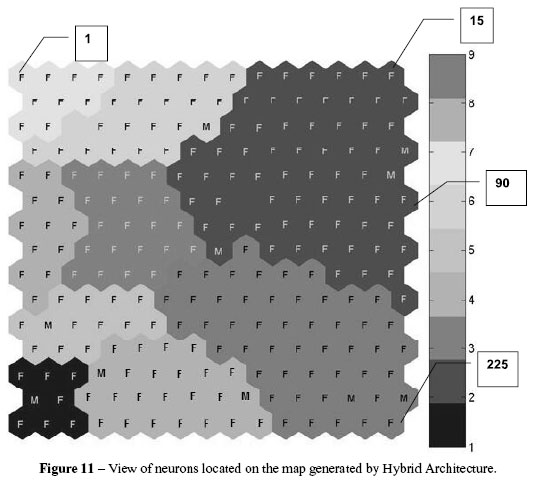 1
15
90
225
F F F F F F F F F F F F F F F
F F F F F F F F F F F F F F F
F F F F F F M F F F F F F
F F F F F F F F F F F F F F M
F F F F F F F F F F F F F F M
F F F F F F F F F F F F F F
F F F F F F F F F F F F F F F
F F F F F F F M F F F F F F F
F F F F F F F F F F F F F F F
F F F F F F F F F F F F F F F
F M F F F F F F F F F F F F F
F F F F F F F F F F F F F F F
F F F M F F F F F F F F F F F
M F F F F F F F M F F F M F M
F F F F F F F F F F F F F F F
9
8
7
6
5
4
3
2
1
Figure 11 – View of neurons located on the map generated by Hybrid Architecture.